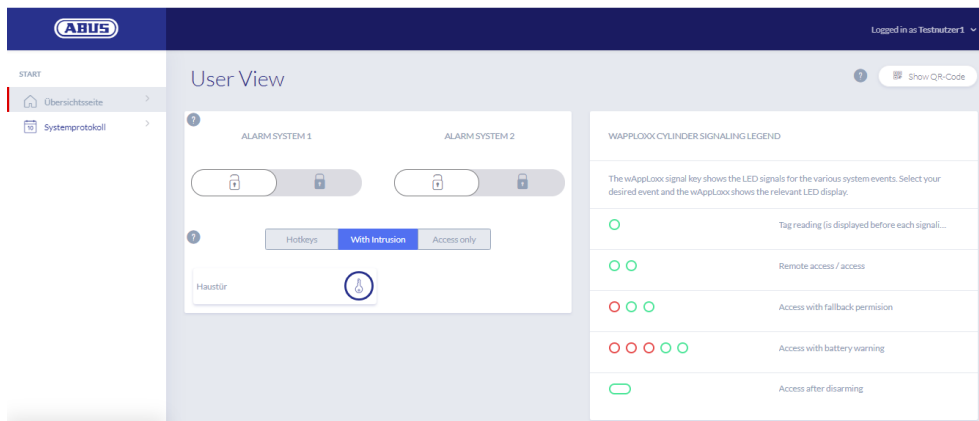 ABUS
Logged in as Testnutzer1
START
Übersichtsseite
Systemprotokoll
User View
? Show QR-Code
?
ALARM SYSTEM 1 ALARM SYSTEM 2
? Hotkeys With Intrusion Access only
Haustür
WAPPLOXX CYLINDER SIGNALING LEGEND
The wAppLoxx signal key shows the LED signals for the various system events. Select your
desired event and the wAppLoxx shows the relevant LED display.
Tag reading (is displayed before each signali...
Remote access / access
Access with fallback permision
Access with battery warning
Access after disarming